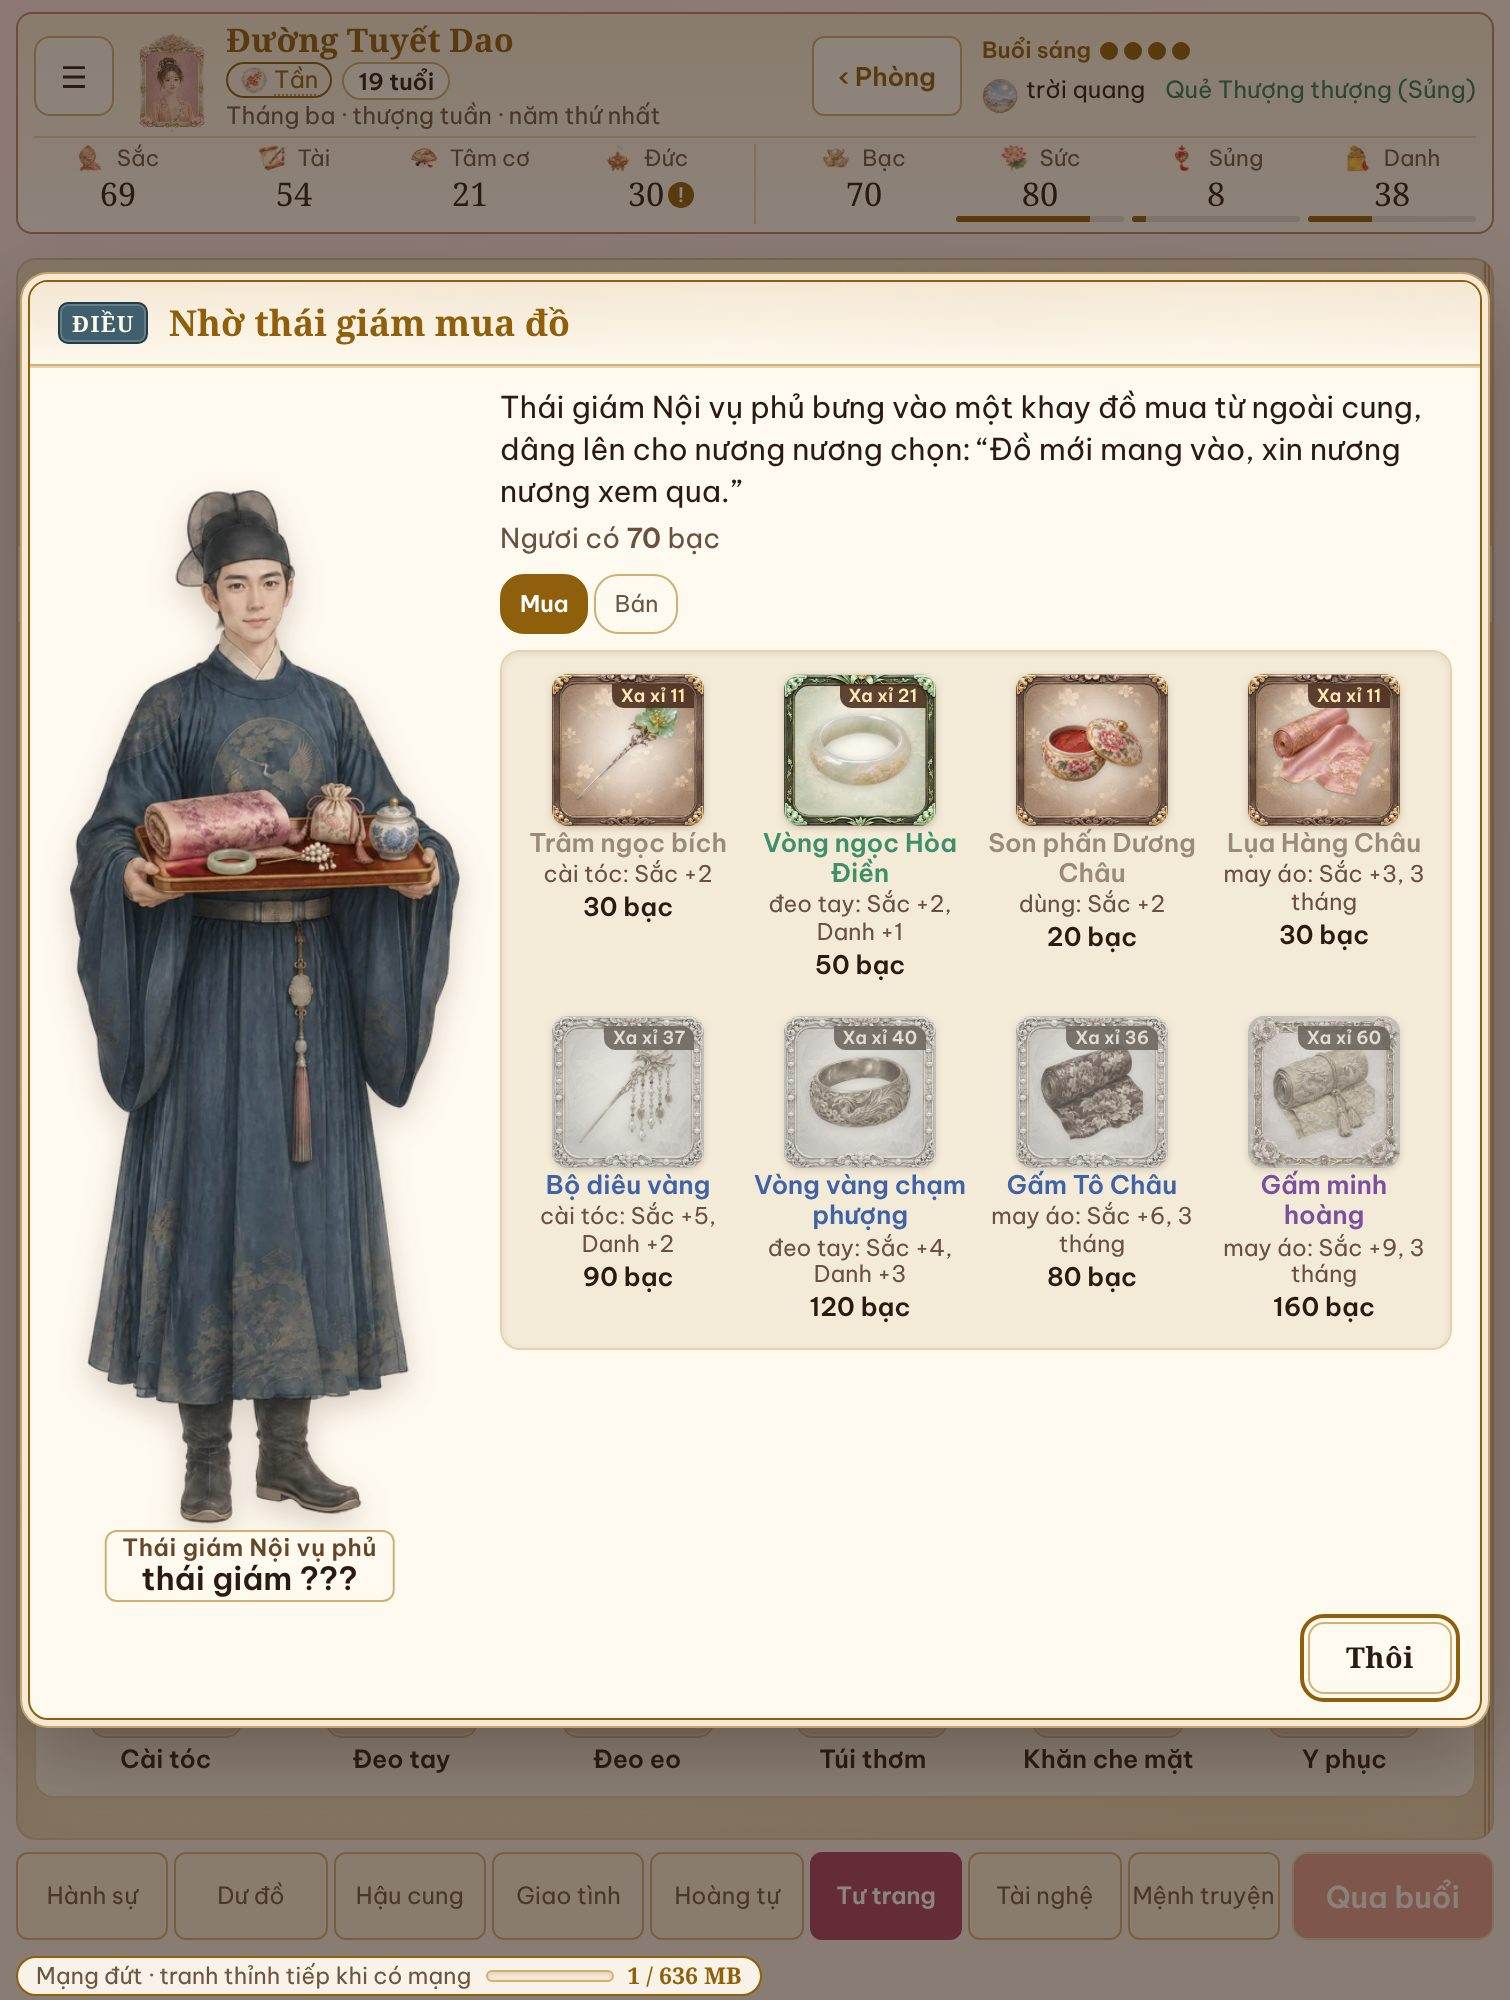 Đường Tuyết Dao
Tần
19 tuổi
Tháng ba · thượng tuần · năm thứ nhất
‹ Phòng
Buổi sáng
trời quang
Quẻ Thượng thượng (Sủng)
Sắc
69
Tài
54
Tâm cơ
21
Đức
30
!
Bạc
70
Sức
80
Sủng
8
Danh
38
ĐIỀU
Nhờ thái giám mua đồ
Thái giám Nội vụ phủ bưng vào một khay đồ mua từ ngoài cung,
dâng lên cho nương nương chọn: “Đồ mới mang vào, xin nương
nương xem qua.”
Ngươi có 70 bạc
Mua
Bán
Xa xỉ 11
Trâm ngọc bích
cài tóc: Sắc +2
30 bạc
Xa xỉ 21
Vòng ngọc Hòa
Điền
đeo tay: Sắc +2,
Danh +1
50 bạc
Son phấn Dương
Châu
dùng: Sắc +2
20 bạc
Xa xỉ 11
Lụa Hàng Châu
may áo: Sắc +3, 3
tháng
30 bạc
Xa xỉ 37
Bộ diêu vàng
cài tóc: Sắc +5,
Danh +2
90 bạc
Xa xỉ 40
Vòng vàng chạm
phượng
đeo tay: Sắc +4,
Danh +3
120 bạc
Xa xỉ 36
Gấm Tô Châu
may áo: Sắc +6, 3
tháng
80 bạc
Xa xỉ 60
Gấm minh
hoàng
may áo: Sắc +9, 3
tháng
160 bạc
Thái giám Nội vụ phủ
thái giám ???
Thôi
Cài tóc
Đeo tay
Đeo eo
Túi thơm
Khăn che mặt
Y phục
Hành sự
Dư đồ
Hậu cung
Giao tình
Hoàng tự
Tư trang
Tài nghệ
Mệnh truyện
Qua buổi
Mạng đứt · tranh thỉnh tiếp khi có mạng
1 / 636 MB